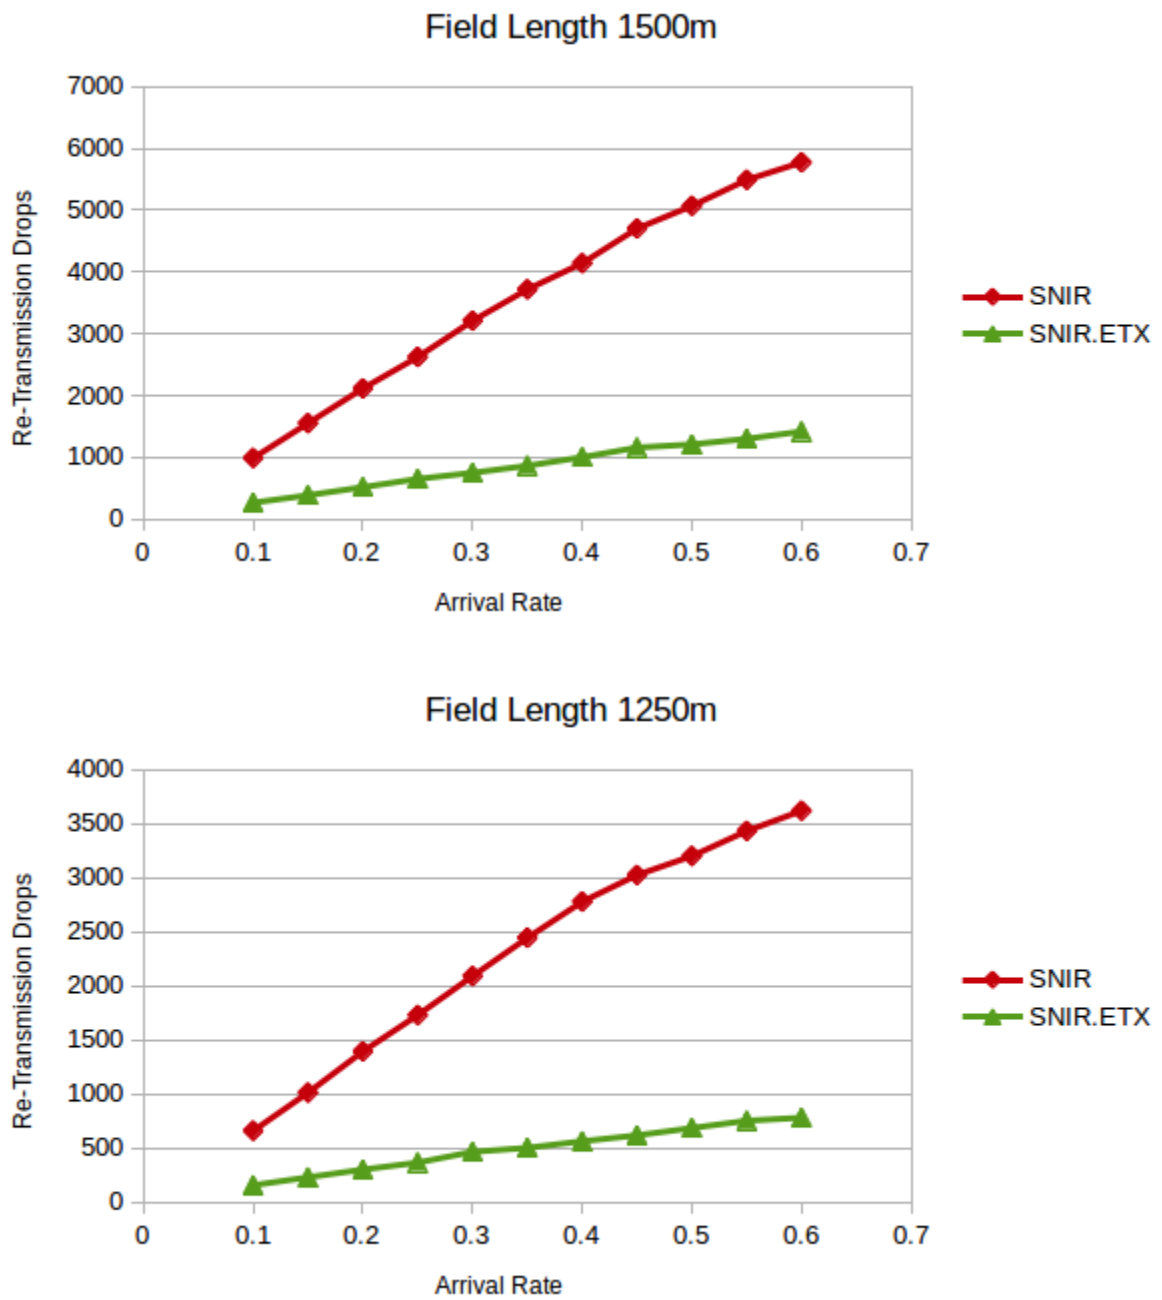 Field Length 1500m
7000
6000
5000
4000
3000
2000
1000
0
Re-Transmission Drops
0 0.1 0.2 0.3 0.4 0.5 0.6 0.7
Arrival Rate
SNIR
SNIR.ETX
Field Length 1250m
4000
3500
3000
2500
2000
1500
1000
500
0
Re-Transmission Drops
0 0.1 0.2 0.3 0.4 0.5 0.6 0.7
Arrival Rate
SNIR
SNIR.ETX